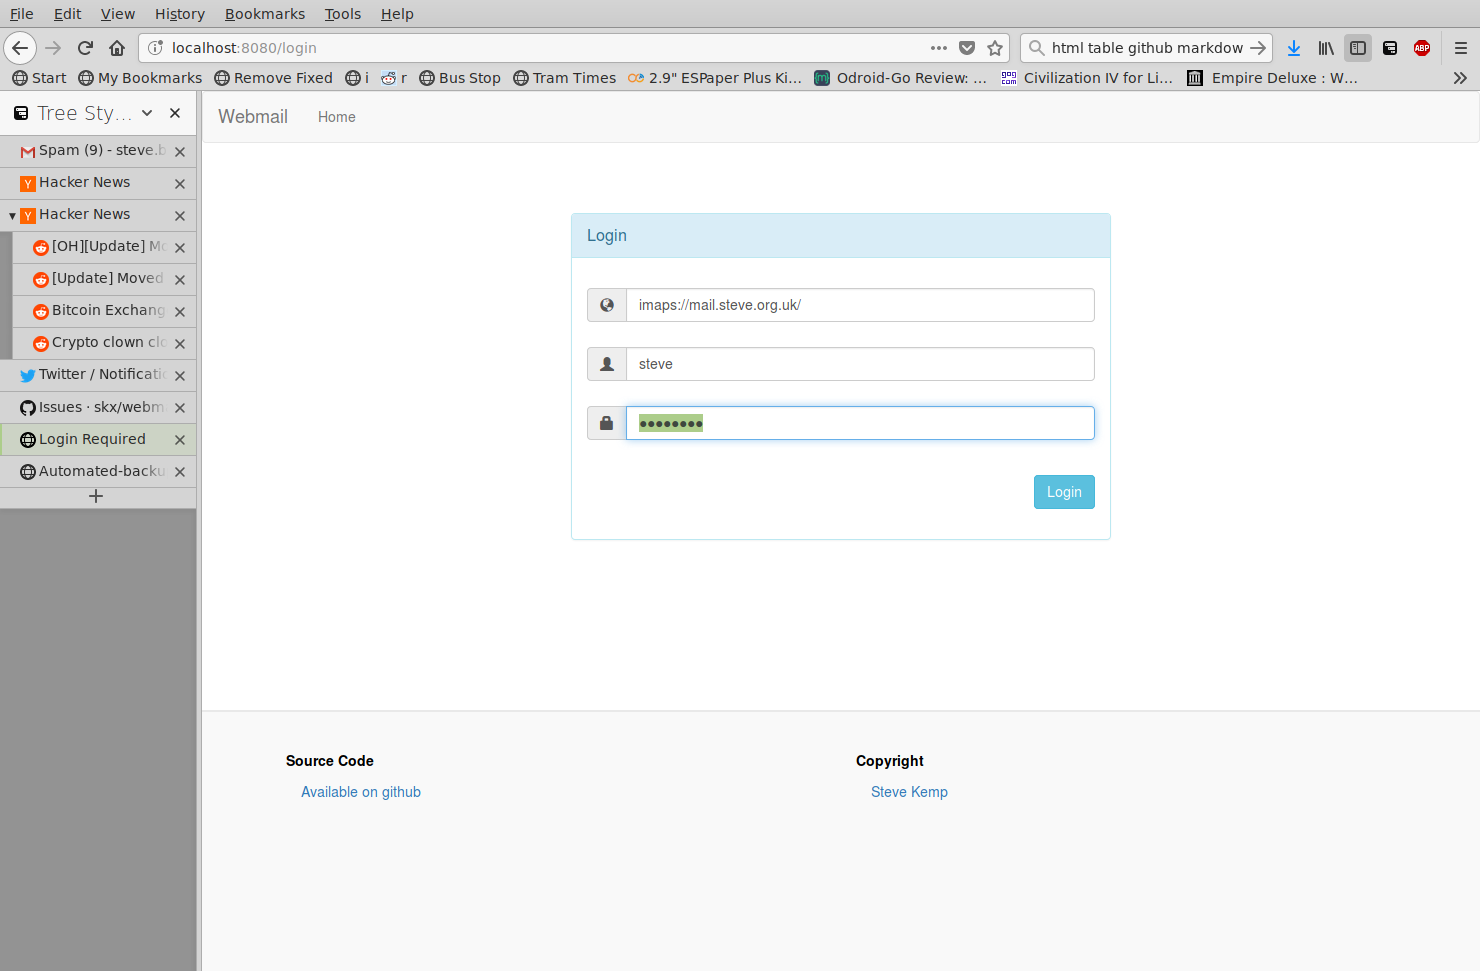 File Edit View History Bookmarks Tools Help
localhost:8080/login
html table github markdow
ABP
Start My Bookmarks Remove Fixed i r Bus Stop Tram Times 2.9" ESPaper Plus Ki... Odroid-Go Review: ... Civilization IV for Li... Empire Deluxe : W...
Tree Sty...
Webmail Home
Spam (9) - steve.b
Hacker News
Hacker News
[OH][Update] Mo
[Update] Moved
Bitcoin Exchang
Crypto clown clo
Twitter / Notificatio
Issues · skx/webm
Login Required
Automated-backu
Login
imaps://mail.steve.org.uk/
steve
••••••••
Login
Source Code
Available on github
Copyright
Steve Kemp